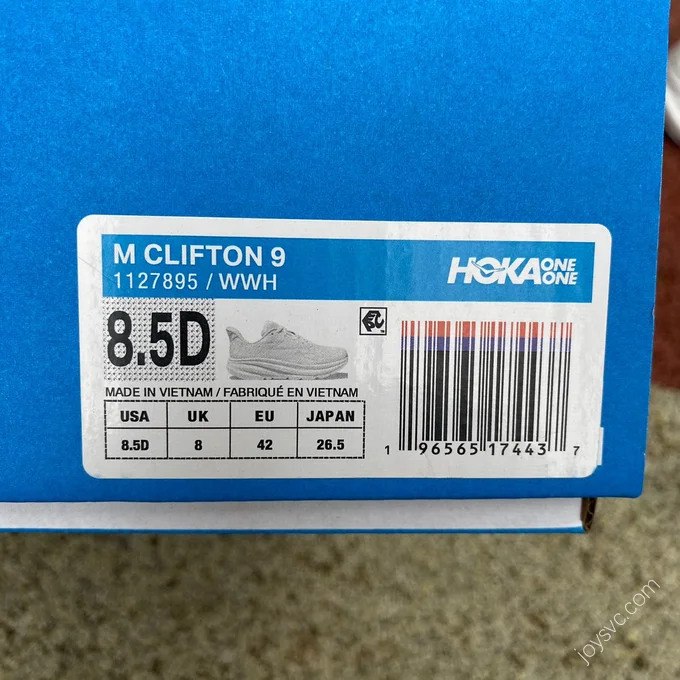 M CLIFTON 9
1127895 / WWH
HOKA ONE ONE
8.5D
MADE IN VIETNAM / FABRIQUÉ EN VIETNAM
USA UK EU JAPAN
8.5D 8 42 26.5
1 96565 17443 7
joysvc.com